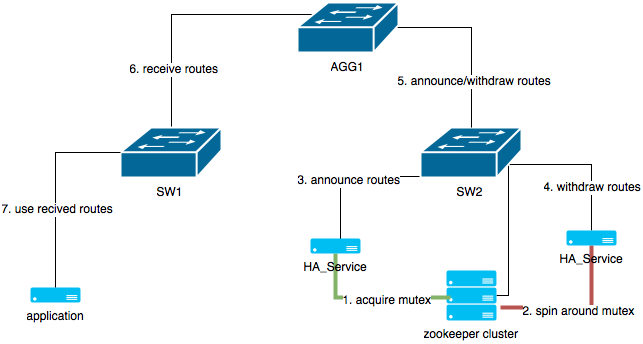 AGG1
6. receive routes
5. announce/withdraw routes
SW1
SW2
3. announce routes
4. withdraw routes
7. use recived routes
HA_Service
HA_Service
1. acquire mutex
2. spin around mutex
application
zookeeper cluster